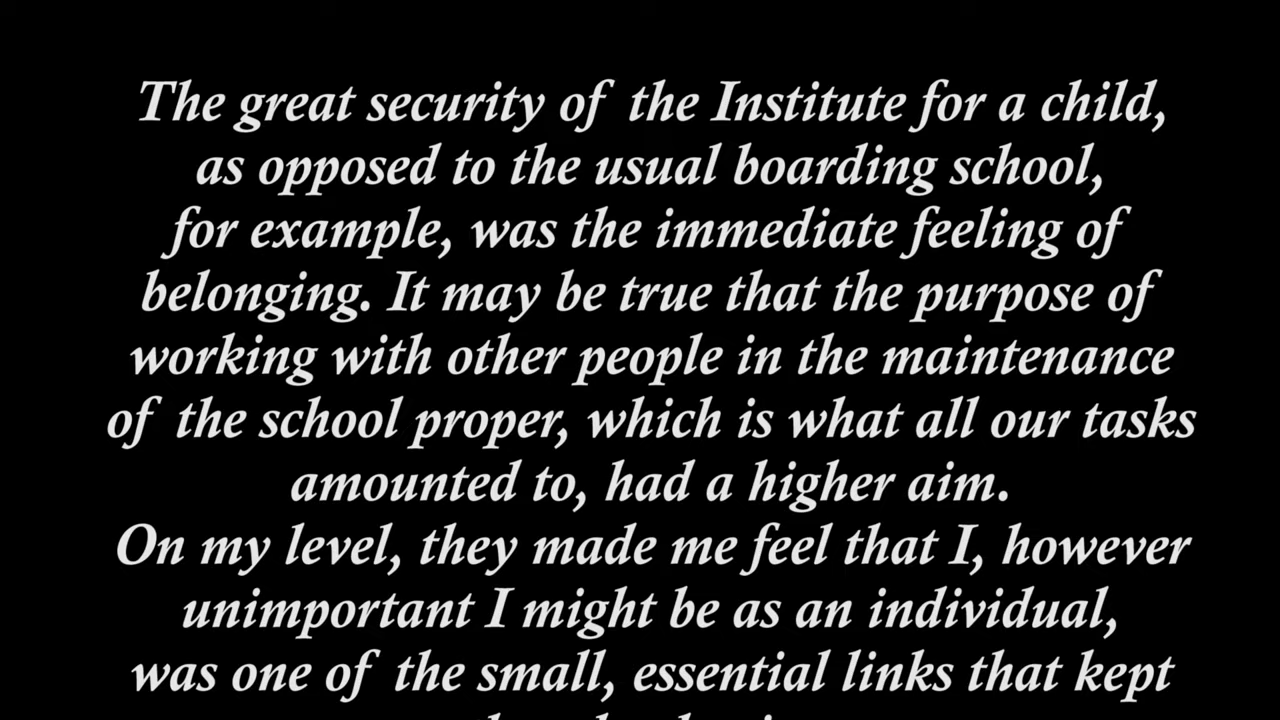 The great security of the Institute for a child,
as opposed to the usual boarding school,
for example, was the immediate feeling of
belonging. It may be true that the purpose of
working with other people in the maintenance
of the school proper, which is what all our tasks
amounted to, had a higher aim.
On my level, they made me feel that I, however
unimportant I might be as an individual,
was one of the small, essential links that kept